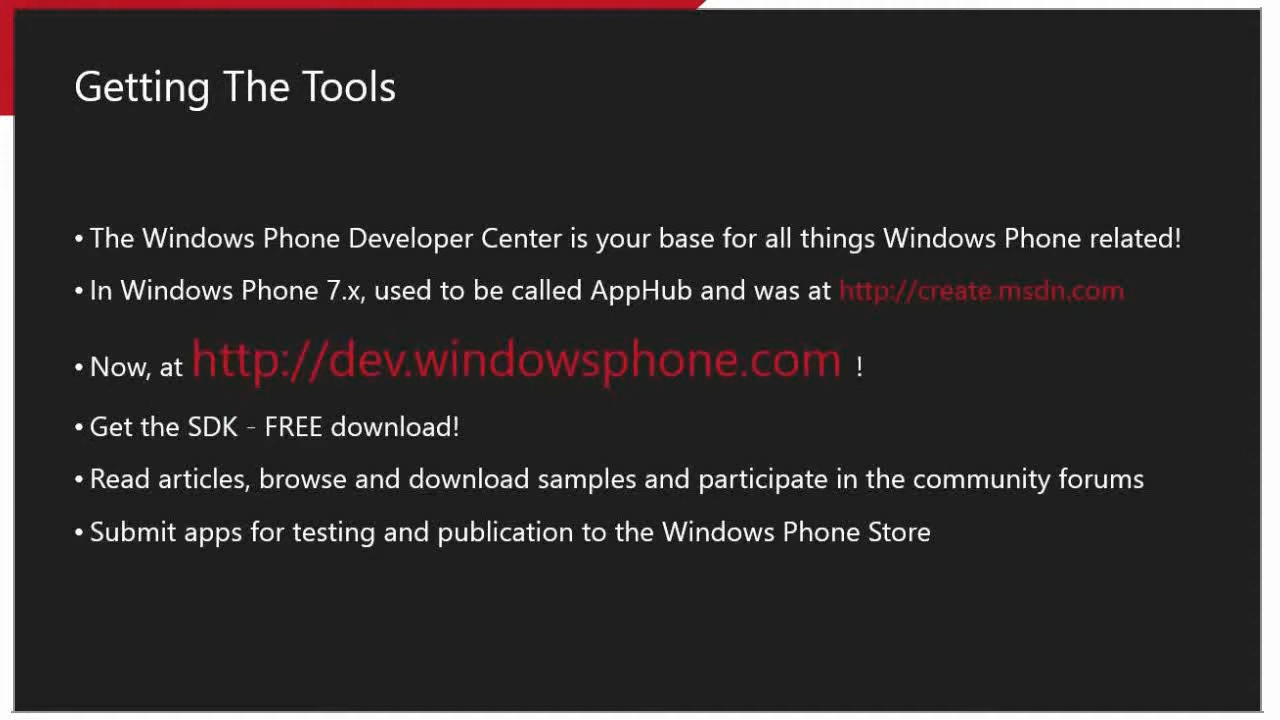 Getting The Tools
• The Windows Phone Developer Center is your base for all things Windows Phone related!
• In Windows Phone 7.x, used to be called AppHub and was at http://create.msdn.com
• Now, at http://dev.windowsphone.com !
• Get the SDK - FREE download!
• Read articles, browse and download samples and participate in the community forums
• Submit apps for testing and publication to the Windows Phone Store